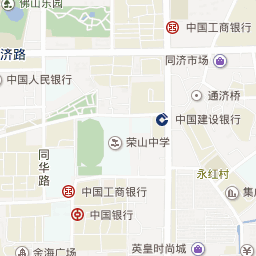 佛山乐园
中国工商银行
济路
同济市场
中国人民银行
通济桥
中国建设银行
荣山中学
同华路
永红村
中国工商银行
集
中国银行
金海广场
英皇时尚城